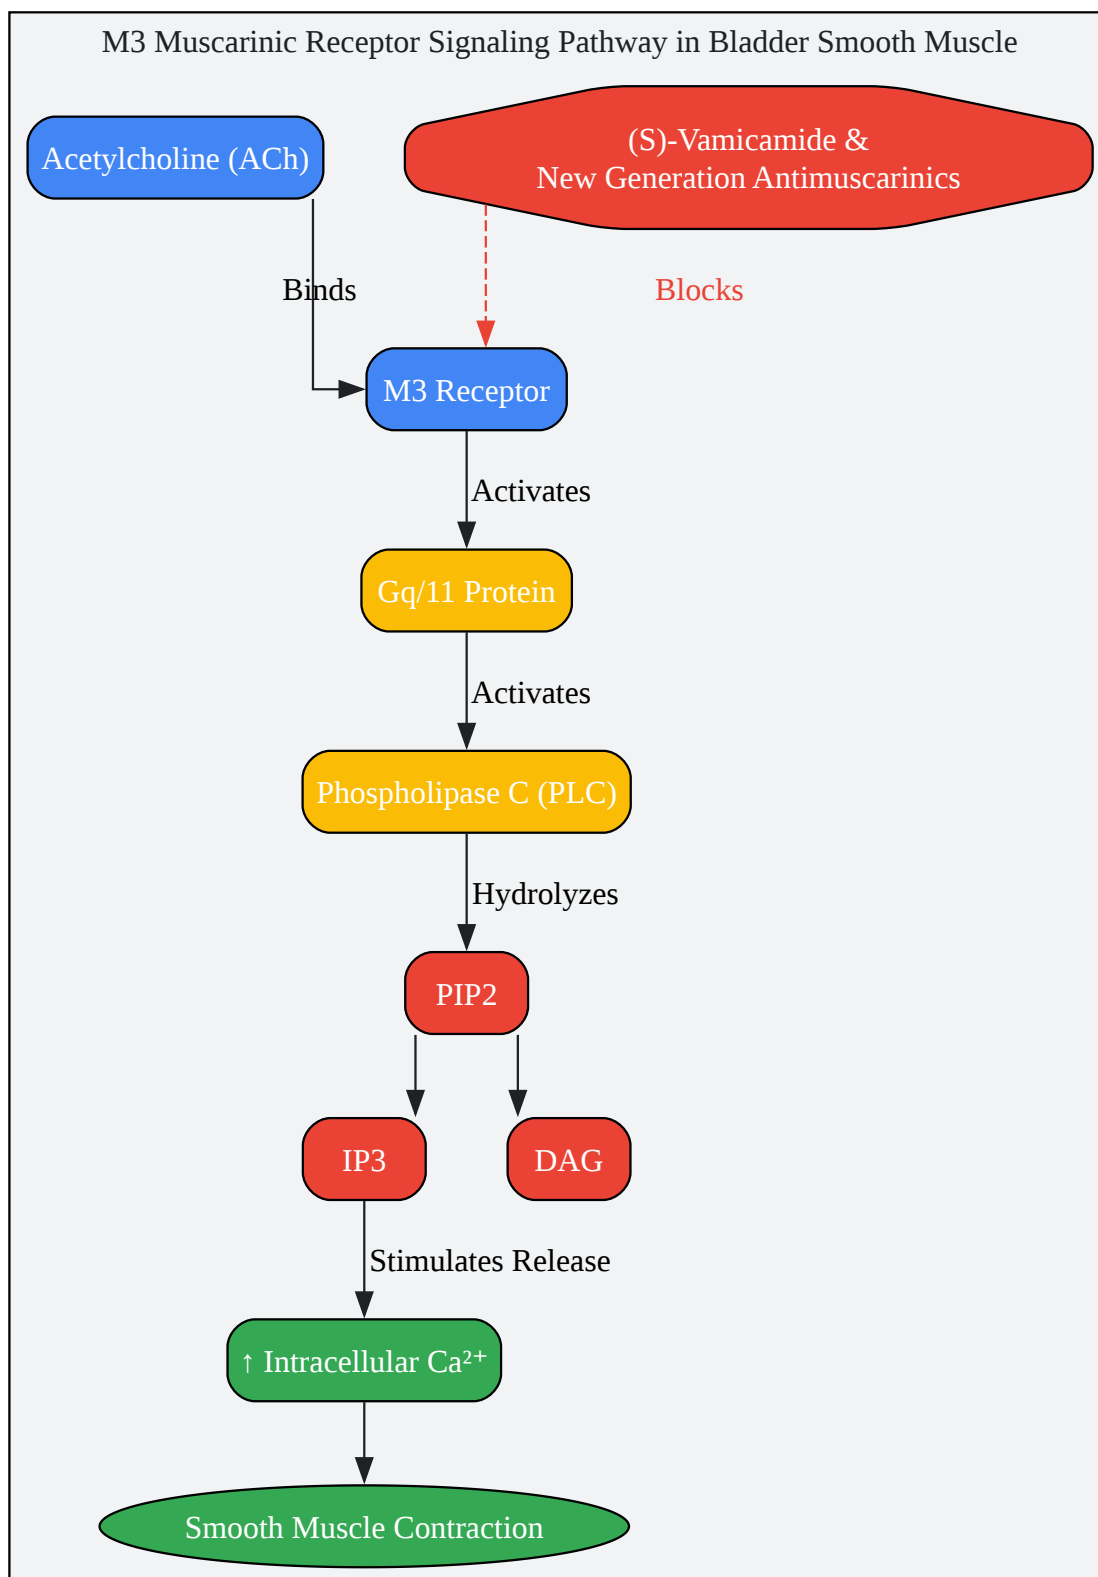 M3 Muscarinic Receptor Signaling Pathway in Bladder Smooth Muscle
Acetylcholine (ACh)
(S)-Vamicamide &
New Generation Antimuscarinics
Binds
Blocks
M3 Receptor
Activates
Gq/11 Protein
Activates
Phospholipase C (PLC)
Hydrolyzes
PIP2
IP3
DAG
Stimulates Release
↑ Intracellular Ca²⁺
Smooth Muscle Contraction